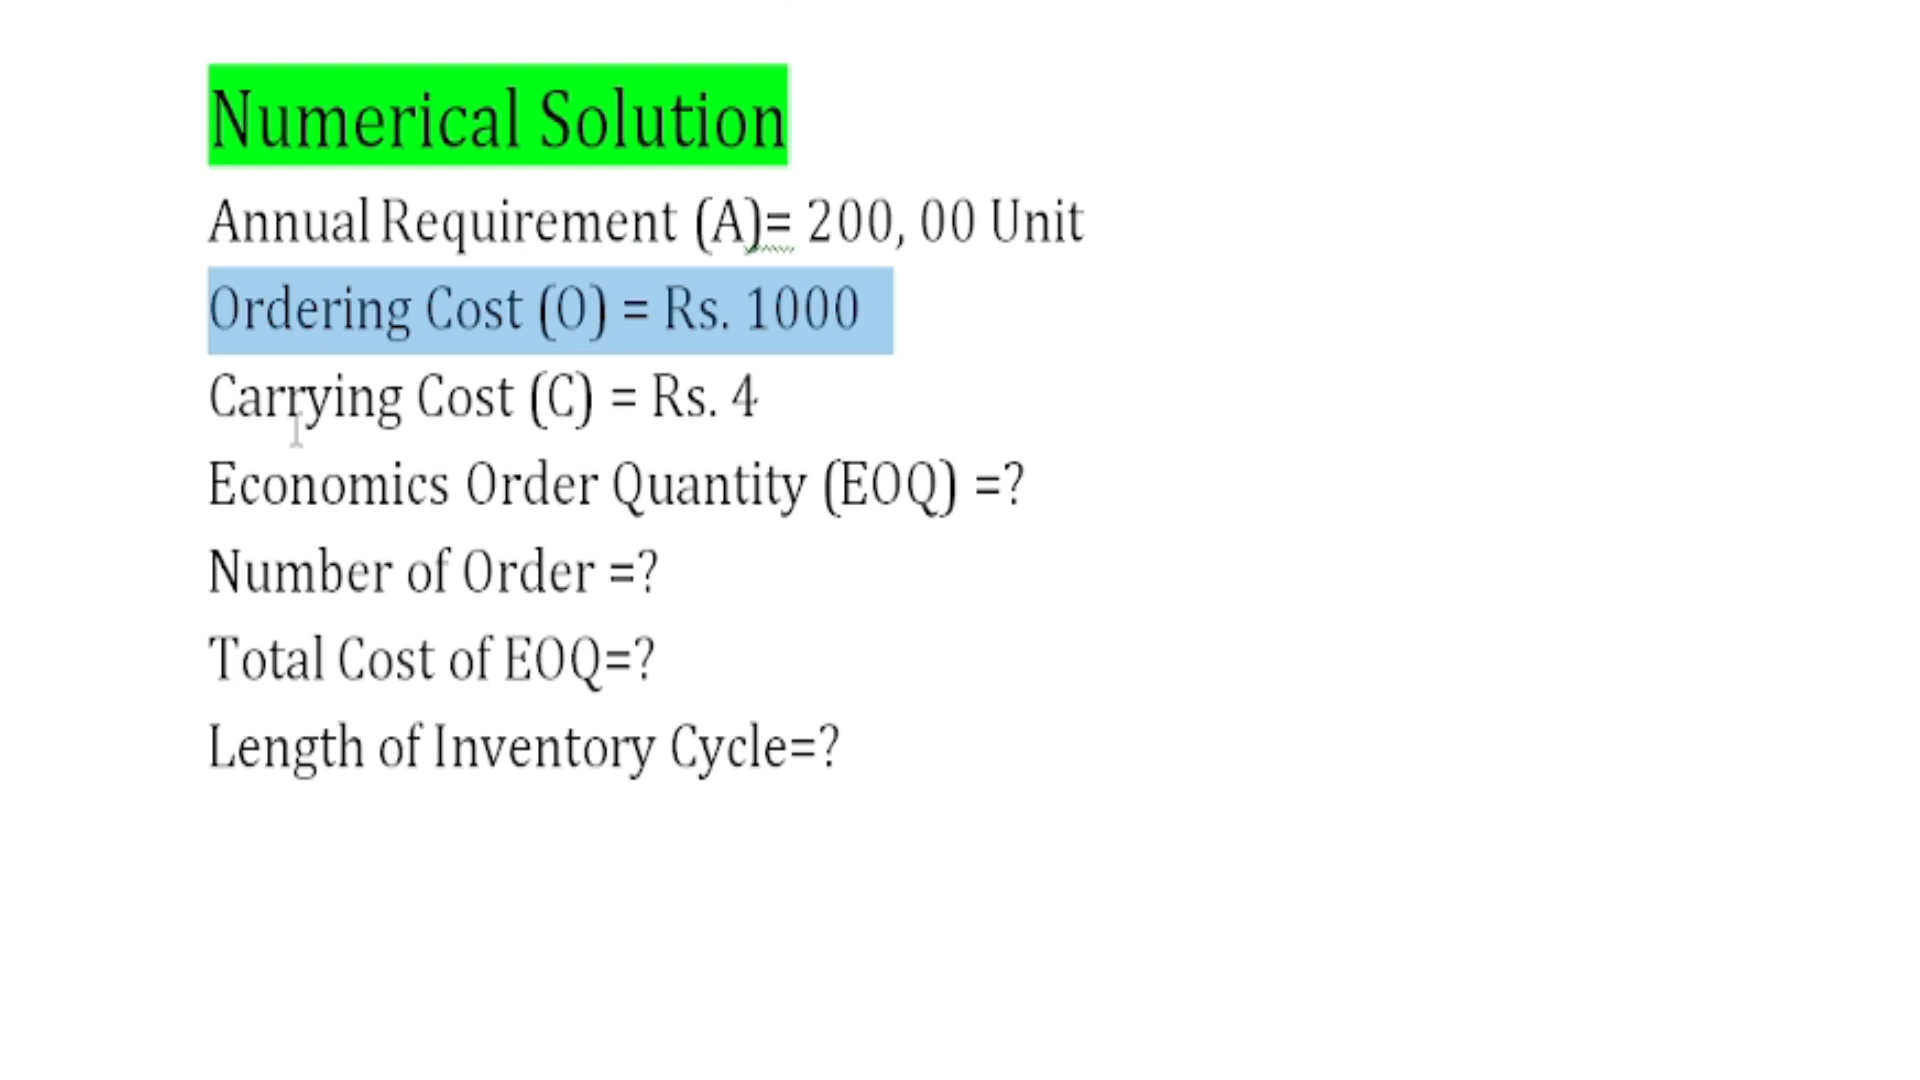 Numerical Solution
Annual Requirement (A)= 200, 00 Unit
Ordering Cost (O) = Rs. 1000
Carrying Cost (C) = Rs. 4
Economics Order Quantity (EOQ) =?
Number of Order =?
Total Cost of EOQ=?
Length of Inventory Cycle=?